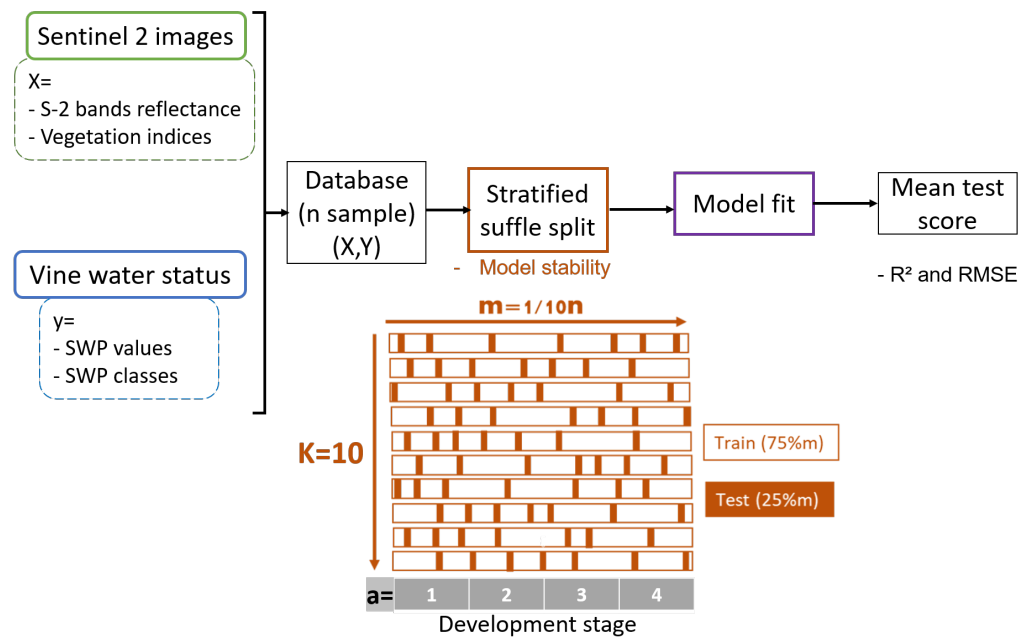 Sentinel 2 images
X=
- S-2 bands reflectance
- Vegetation indices
Vine water status
y=
- SWP values
- SWP classes
Database
(n sample)
(X,Y)
Stratified
suffle split
- Model stability
Model fit
Mean test
score
- R² and RMSE
m=1/10n
K=10
Train (75%m)
Test (25%m)
a= 1 2 3 4
Development stage